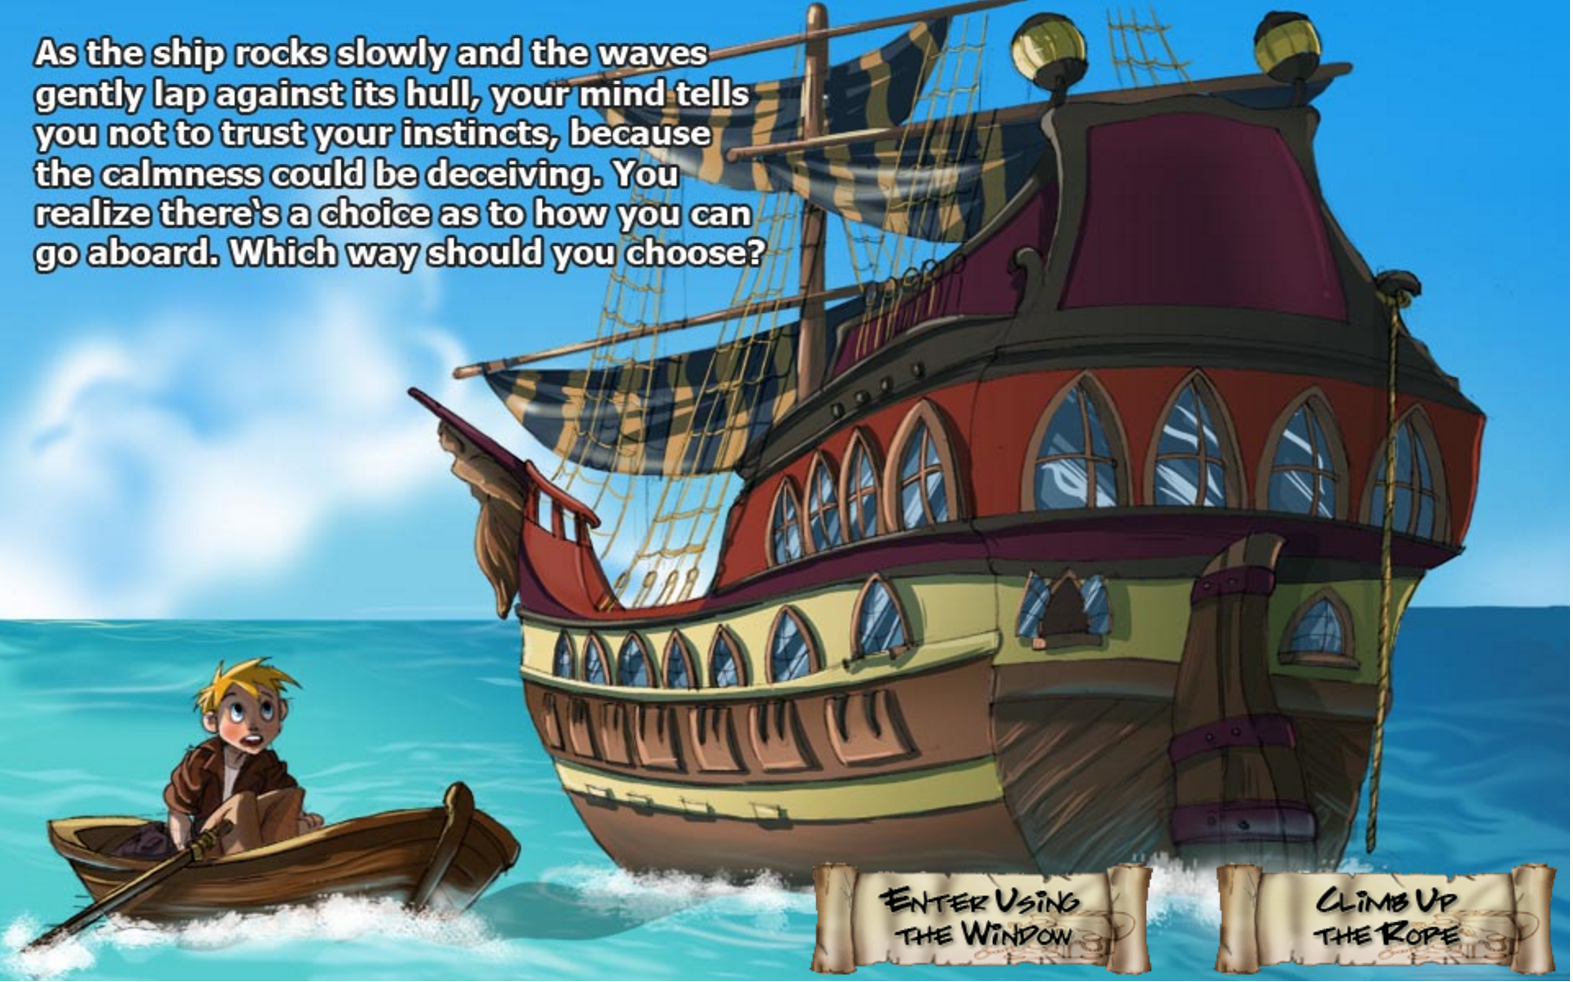 As the ship rocks slowly and the waves
gently lap against its hull, your mind tells
you not to trust your instincts, because
the calmness could be deceiving. You
realize there‛s a choice as to how you can
go aboard. Which way should you choose?
Enter Using
the Window
Climb Up
the Rope